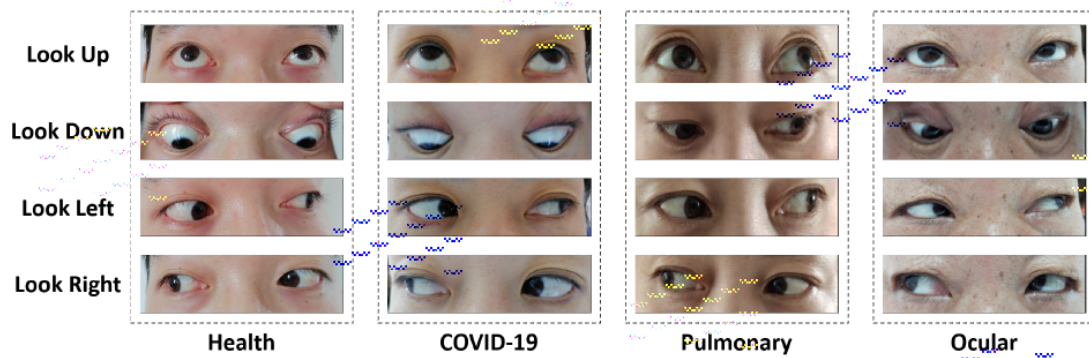 Look Up
Look Down
Look Left
Look Right
Health COVID-19 Pulmonary Ocular